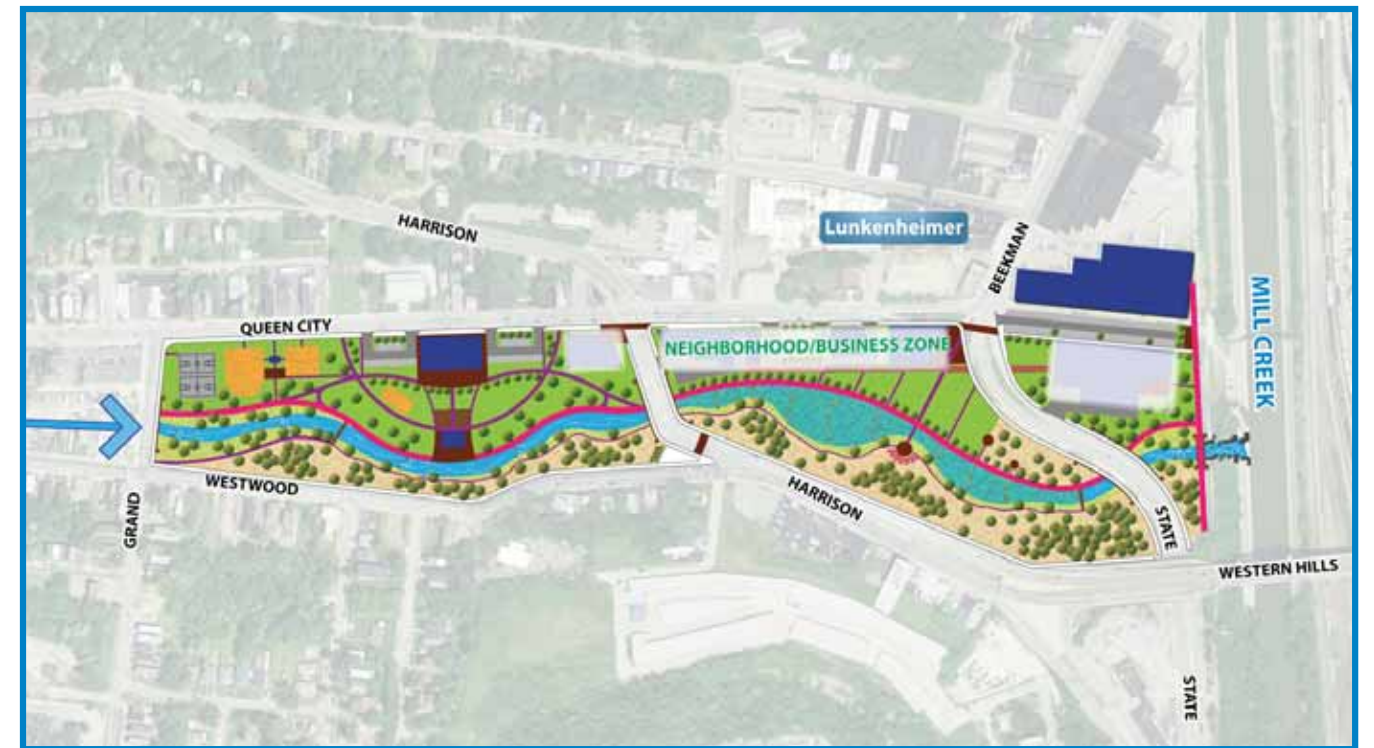 HARRISON
Lunkenheimer
BEEKMAN
MILL CREEK
QUEEN CITY
NEIGHBORHOOD/BUSINESS ZONE
WESTWOOD
GRAND
HARRISON
STATE
WESTERN HILLS
STATE